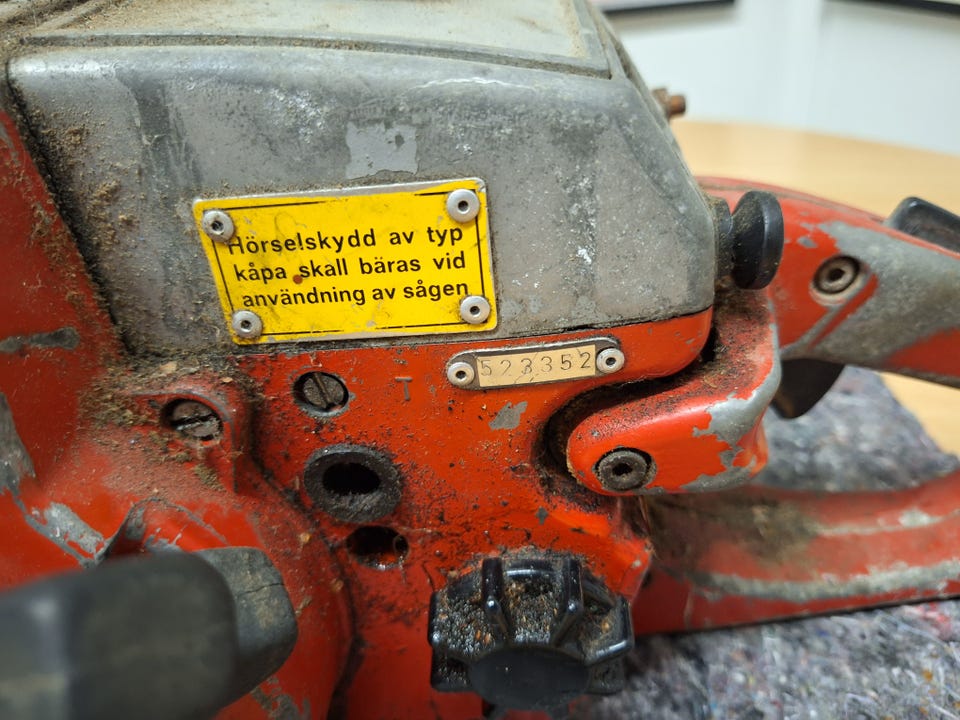 Hörselskydd av typ
kåpa skall bäras vid
användning av sågen
523352
T